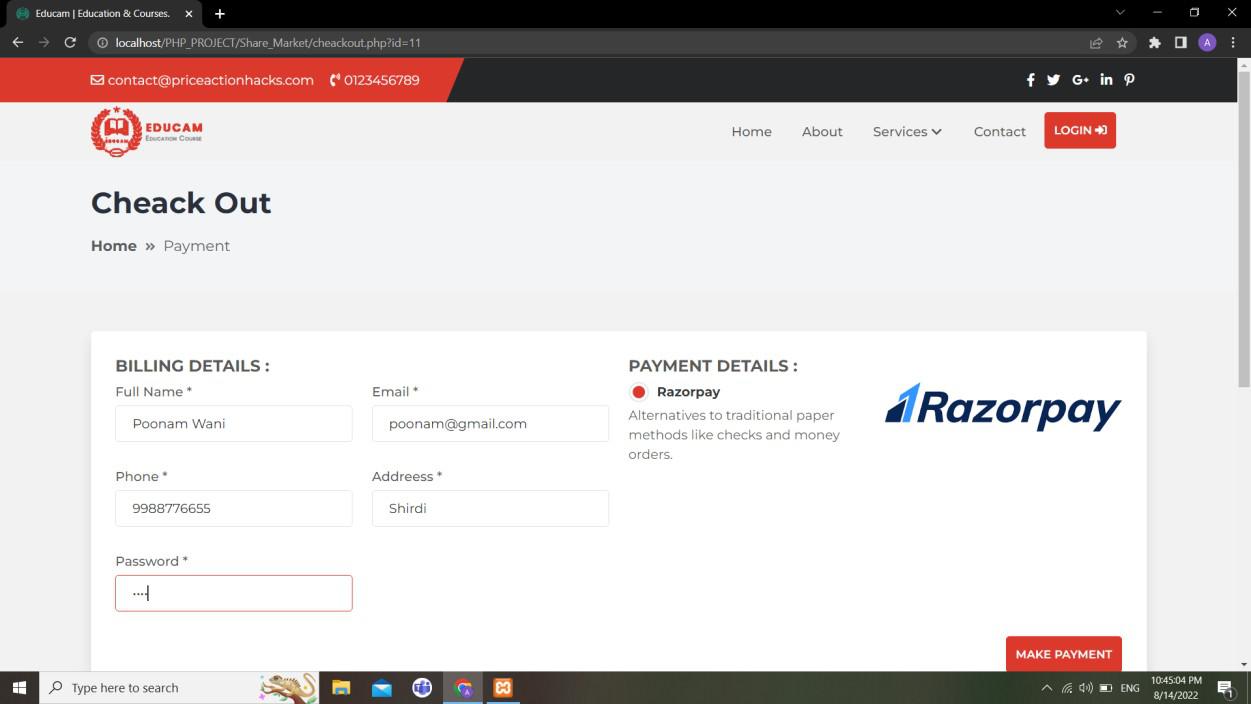 Educam | Education & Courses.
localhost/PHP_PROJECT/Share_Market/cheackout.php?id=11
A
contact@priceactionhacks.com 0123456789
G+ in
EDUCAM
EDUCATION COURSE
Home About Services Contact LOGIN
Cheack Out
Home » Payment
BILLING DETAILS :
Full Name * Email *
Poonam Wani poonam@gmail.com
Phone * Addreess *
9988776655 Shirdi
Password *
....
PAYMENT DETAILS :
Razorpay
Alternatives to traditional paper
methods like checks and money
orders.
Razorpay
MAKE PAYMENT
Type here to search
ENG
10:45:04 PM
8/14/2022
1